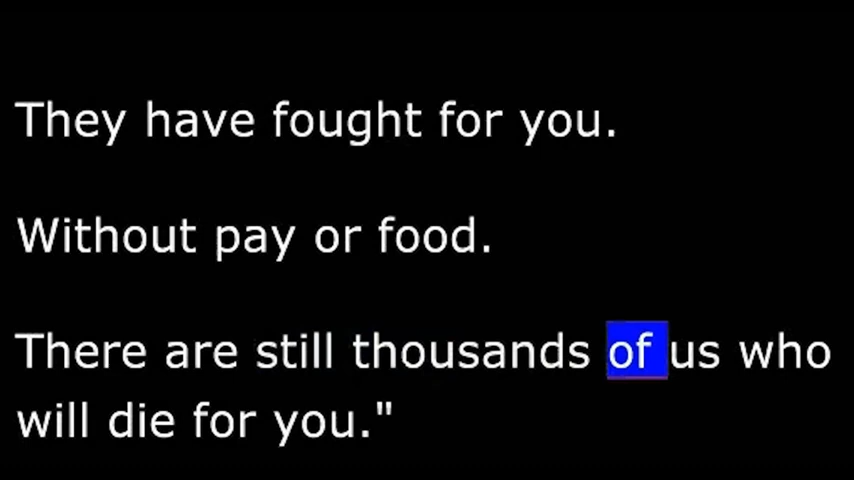 They have fought for you.
Without pay or food.
There are still thousands of us who
will die for you."